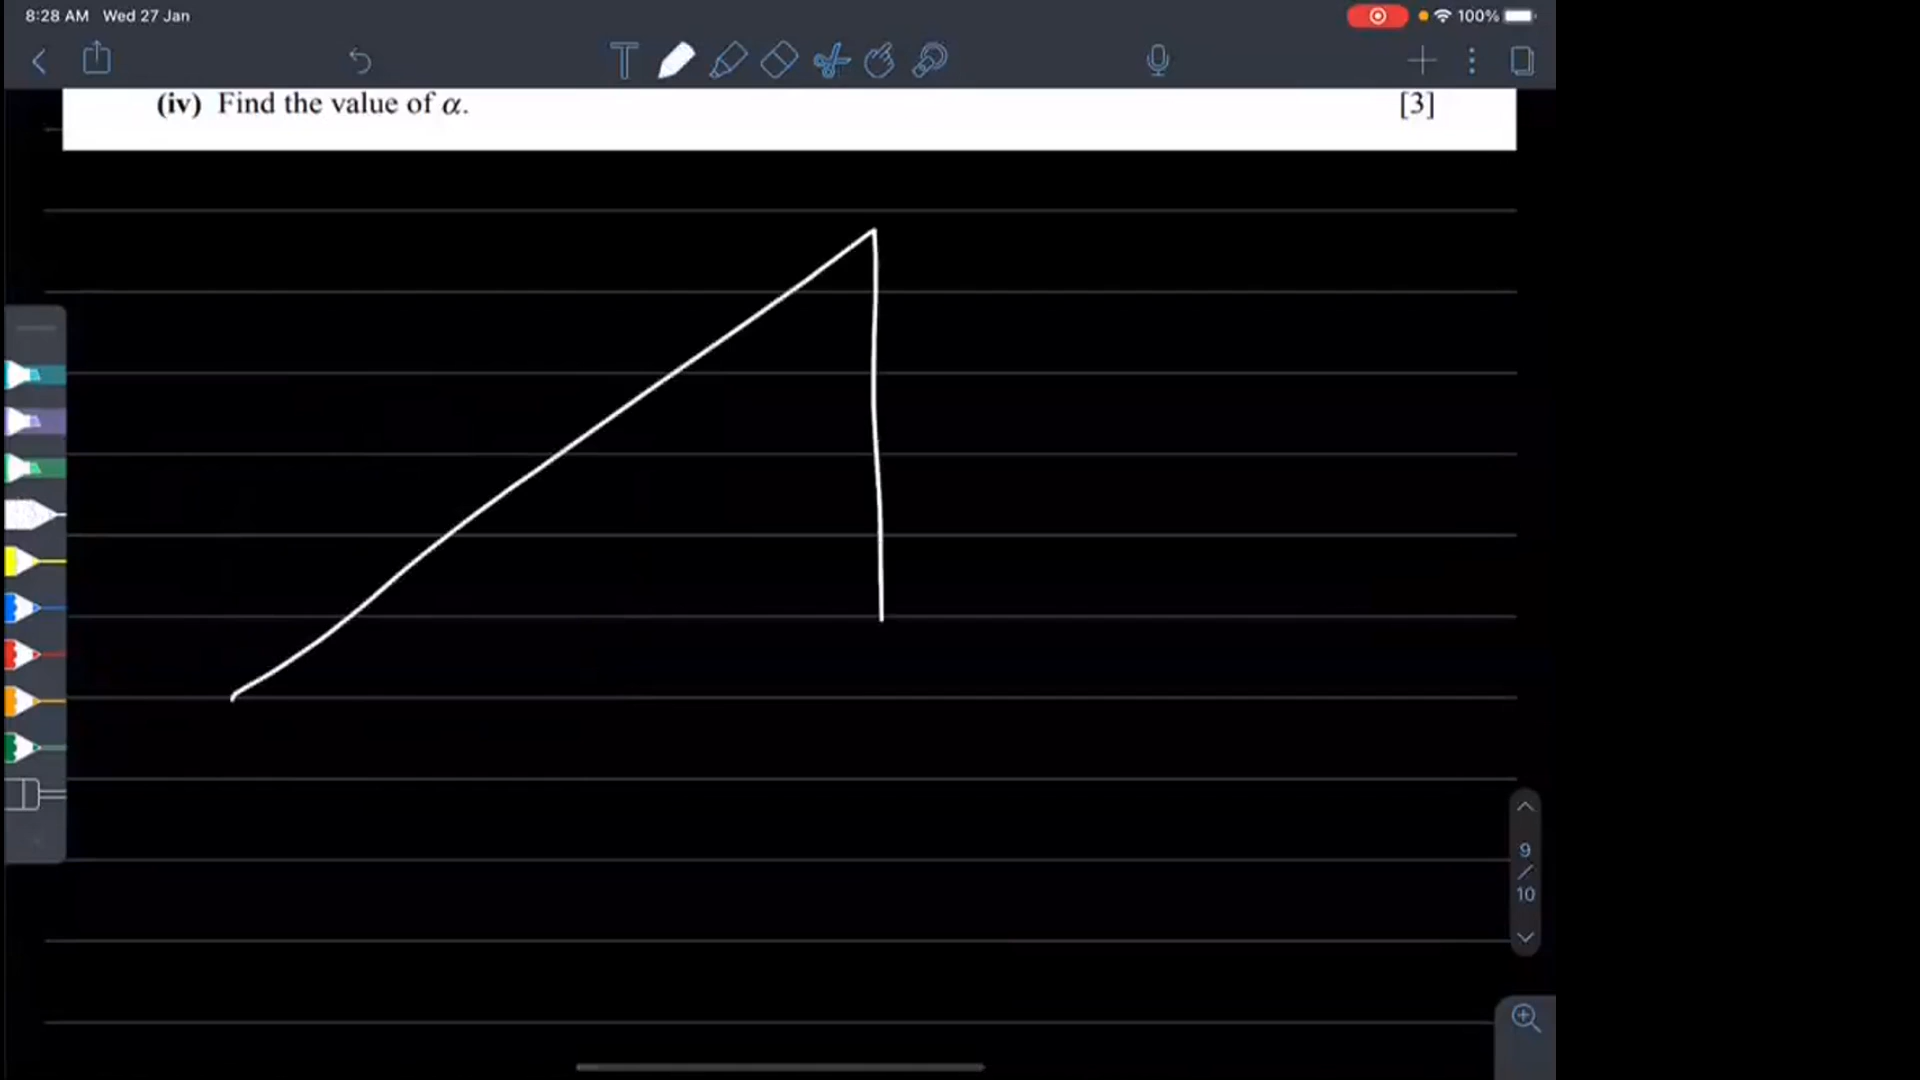 8:28 AM Wed 27 Jan
100%
T
(iv) Find the value of α. [3]
9
/
10